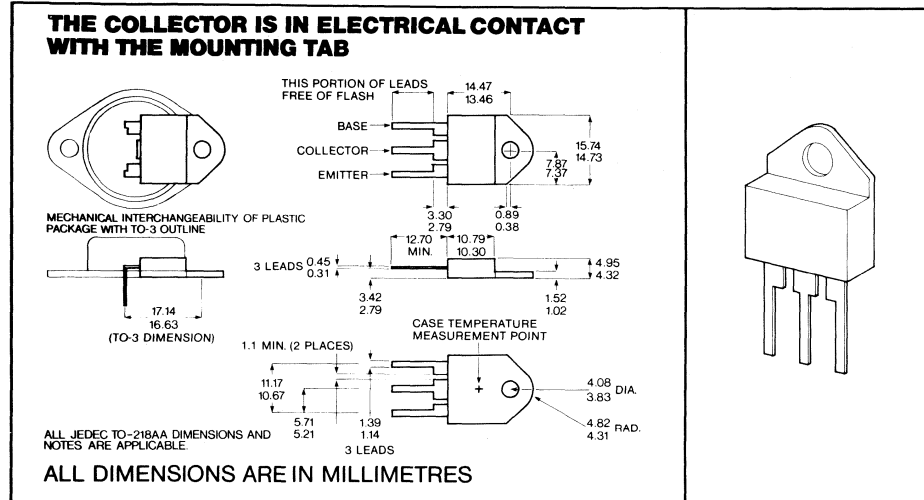 THE COLLECTOR IS IN ELECTRICAL CONTACT
WITH THE MOUNTING TAB
THIS PORTION OF LEADS
FREE OF FLASH
14.47
13.46
BASE
COLLECTOR
EMITTER
15.74
14.73
7.87
7.37
3.30
2.79
0.89
0.38
MECHANICAL INTERCHANGEABILITY OF PLASTIC
PACKAGE WITH TO-3 OUTLINE
12.70
MIN.
10.79
10.30
3 LEADS
0.45
0.31
4.95
4.32
3.42
2.79
1.52
1.02
17.14
16.63
(TO-3 DIMENSION)
CASE TEMPERATURE
MEASUREMENT POINT
1.1 MIN. (2 PLACES)
11.17
10.67
5.71
5.21
1.39
1.14
3 LEADS
4.08
3.83
DIA.
4.82
4.31
RAD.
ALL JEDEC TO-218AA DIMENSIONS AND
NOTES ARE APPLICABLE.
ALL DIMENSIONS ARE IN MILLIMETRES